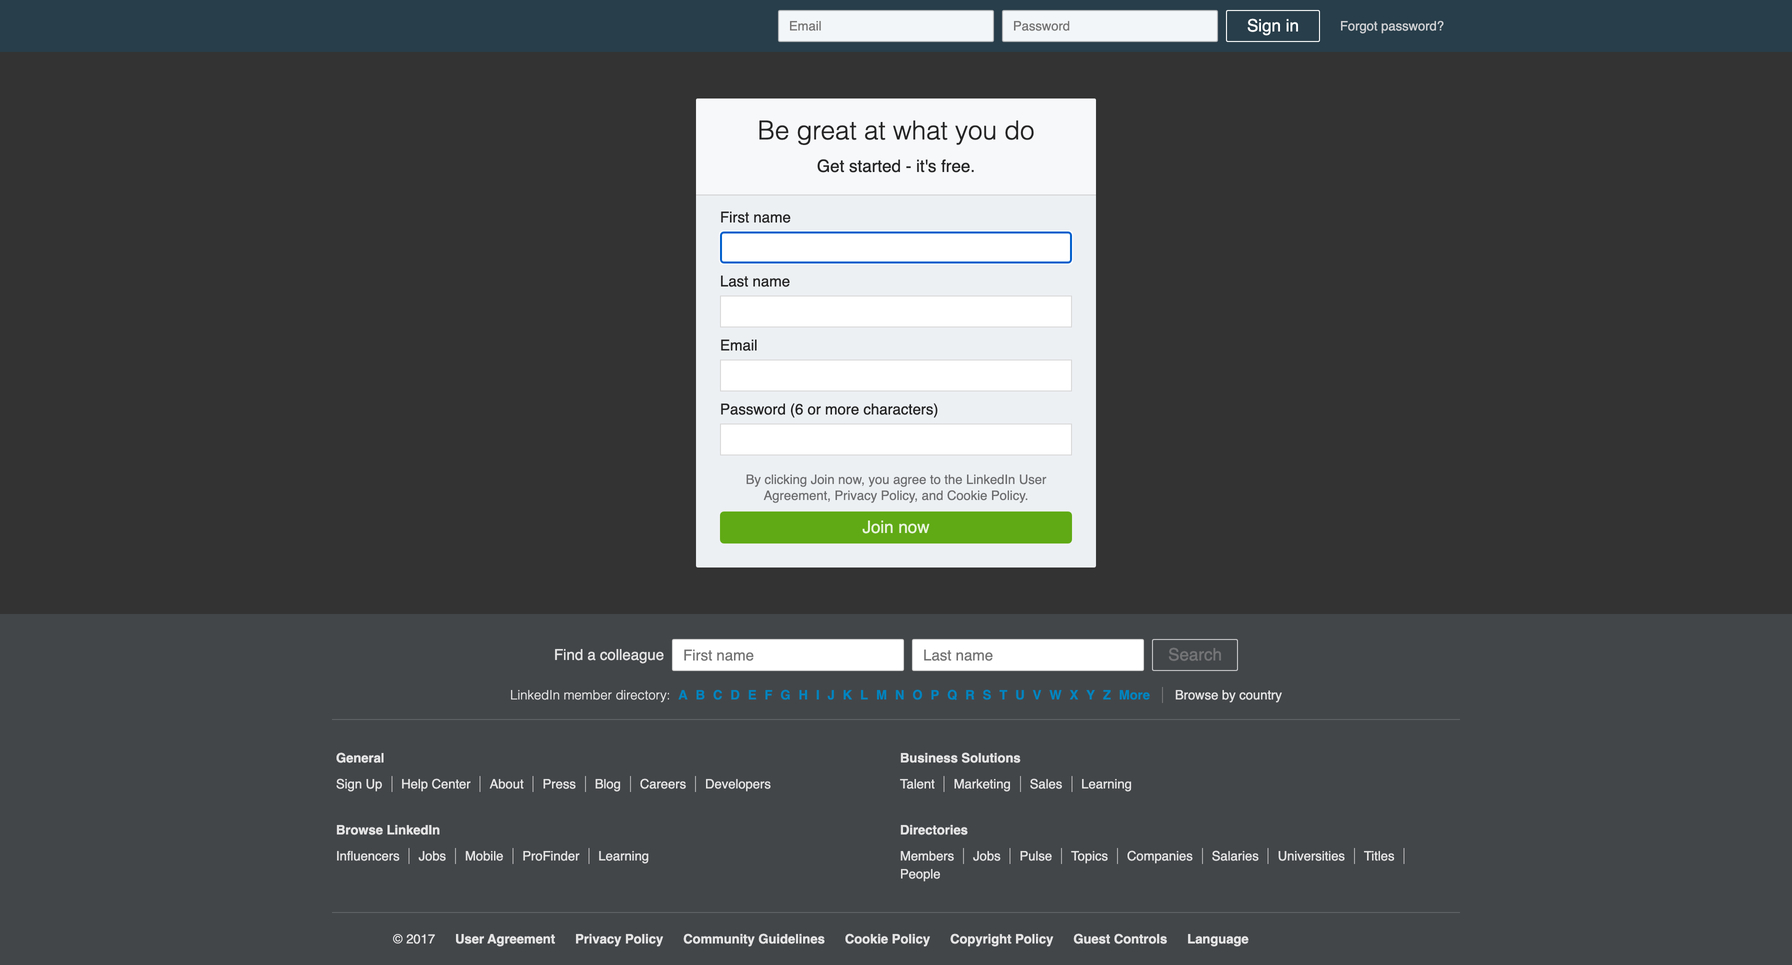 Email Password Sign in Forgot password?
Be great at what you do
Get started - it's free.
First name
Last name
Email
Password (6 or more characters)
By clicking Join now, you agree to the LinkedIn User
Agreement, Privacy Policy, and Cookie Policy.
Join now
Find a colleague First name Last name Search
LinkedIn member directory: A B C D E F G H I J K L M N O P Q R S T U V W X Y Z More Browse by country
General
Sign Up Help Center About Press Blog Careers Developers
Business Solutions
Talent Marketing Sales Learning
Browse LinkedIn
Influencers Jobs Mobile ProFinder Learning
Directories
Members Jobs Pulse Topics Companies Salaries Universities Titles
People
© 2017 User Agreement Privacy Policy Community Guidelines Cookie Policy Copyright Policy Guest Controls Language